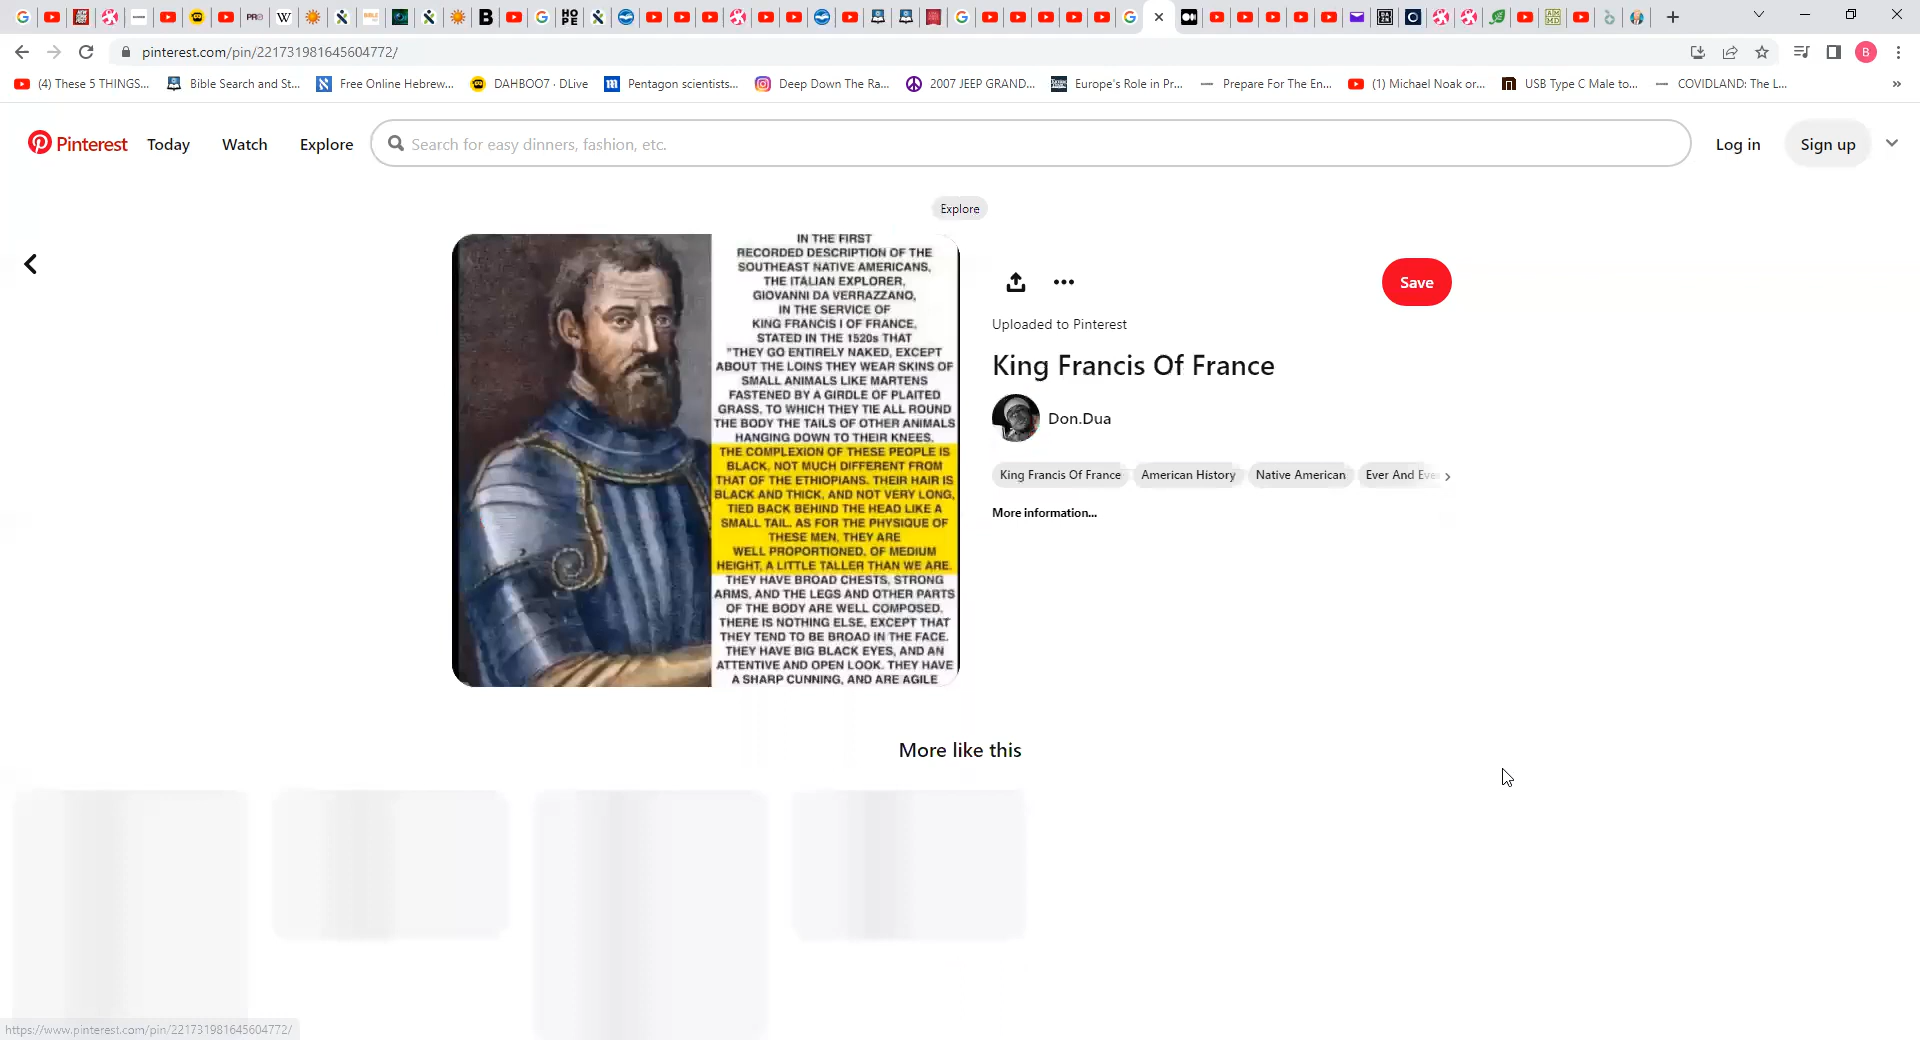 pinterest.com/pin/221731981645604772/
B
(4) These 5 THINGS...
Bible Search and St...
Free Online Hebrew...
DAHBOO7 · DLive
Pentagon scientists...
Deep Down The Ra...
2007 JEEP GRAND...
Europe's Role in Pr...
Prepare For The En...
(1) Michael Noak or...
USB Type C Male to...
COVIDLAND: The L...
Pinterest
Today
Watch
Explore
Search for easy dinners, fashion, etc.
Log in
Sign up
Explore
IN THE FIRST
RECORDED DESCRIPTION OF THE
SOUTHEAST NATIVE AMERICANS,
THE ITALIAN EXPLORER,
GIOVANNI DA VERRAZZANO,
IN THE SERVICE OF
KING FRANCIS I OF FRANCE,
STATED IN THE 1520s THAT
"THEY GO ENTIRELY NAKED, EXCEPT
ABOUT THE LOINS THEY WEAR SKINS OF
SMALL ANIMALS LIKE MARTENS
FASTENED BY A GIRDLE OF PLAITED
GRASS, TO WHICH THEY TIE ALL ROUND
THE BODY THE TAILS OF OTHER ANIMALS
HANGING DOWN TO THEIR KNEES.
THE COMPLEXION OF THESE PEOPLE IS
BLACK, NOT MUCH DIFFERENT FROM
THAT OF THE ETHIOPIANS. THEIR HAIR IS
BLACK AND THICK, AND NOT VERY LONG,
TIED BACK BEHIND THE HEAD LIKE A
SMALL TAIL. AS FOR THE PHYSIQUE OF
THESE MEN, THEY ARE
WELL PROPORTIONED, OF MEDIUM
HEIGHT, A LITTLE TALLER THAN WE ARE.
THEY HAVE BROAD CHESTS, STRONG
ARMS, AND THE LEGS AND OTHER PARTS
OF THE BODY ARE WELL COMPOSED.
THERE IS NOTHING ELSE, EXCEPT THAT
THEY TEND TO BE BROAD IN THE FACE.
THEY HAVE BIG BLACK EYES, AND AN
ATTENTIVE AND OPEN LOOK. THEY HAVE
A SHARP CUNNING, AND ARE AGILE
Save
Uploaded to Pinterest
King Francis Of France
Don.Dua
King Francis Of France
American History
Native American
Ever And Eve
More information...
More like this
https://www.pinterest.com/pin/221731981645604772/